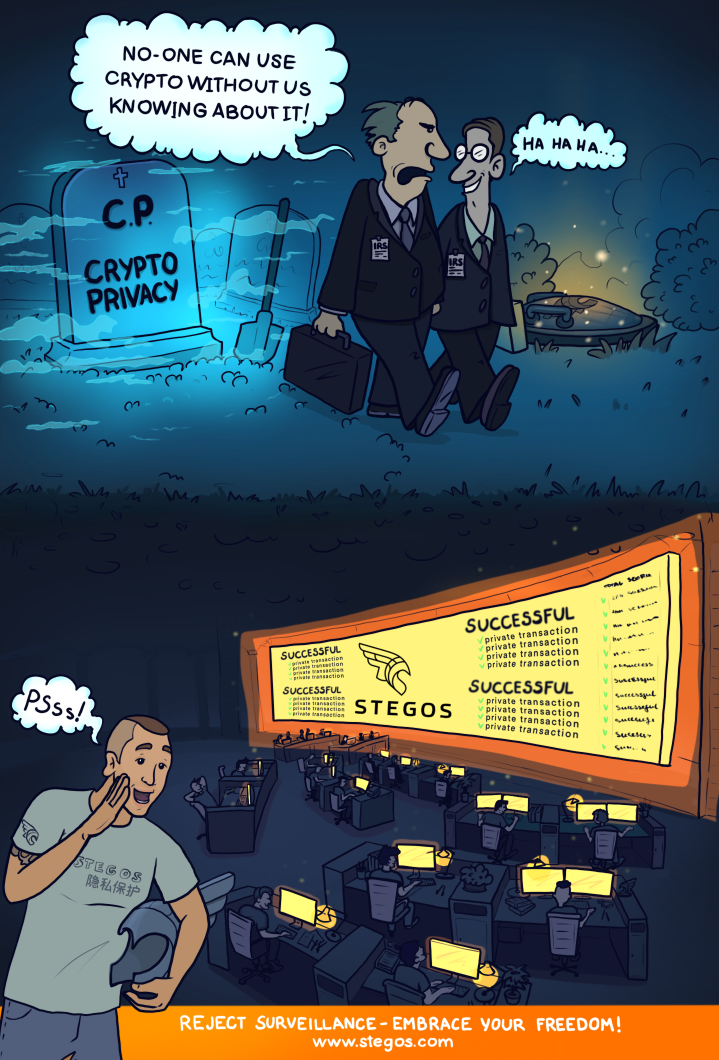 NO-ONE CAN USE
CRYPTO WITHOUT US
KNOWING ABOUT IT!
HA HA HA...
C.P.
CRYPTO
PRIVACY
IRS
IRS
SUCCESSFUL
private transaction
private transaction
private transaction
private transaction
SUCCESSFUL
private transaction
private transaction
private transaction
private transaction
STEGOS
SUCCESSFUL
private transaction
private transaction
private transaction
private transaction
SUCCESSFUL
private transaction
private transaction
private transaction
private transaction
Successful
Successful
Successful
PSss!
STEGOS
隐私保护
REJECT SURVEILLANCE - EMBRACE YOUR FREEDOM!
www.stegos.com